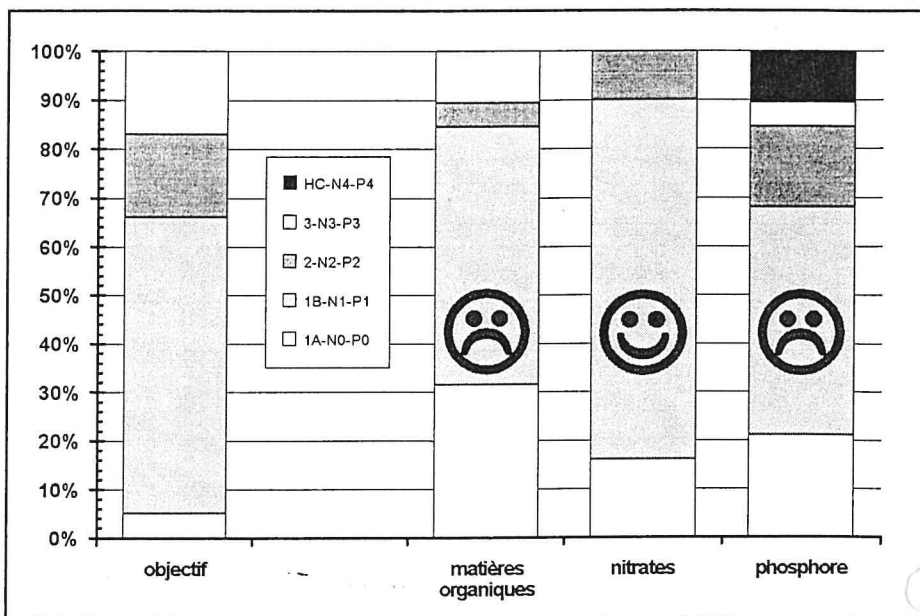 100%
90%
80%
70%
60%
50%
40%
30%
20%
10%
0%
HC-N4-P4
3-N3-P3
2-N2-P2
1B-N1-P1
1A-N0-P0
objectif
matières
organiques
nitrates
phosphore